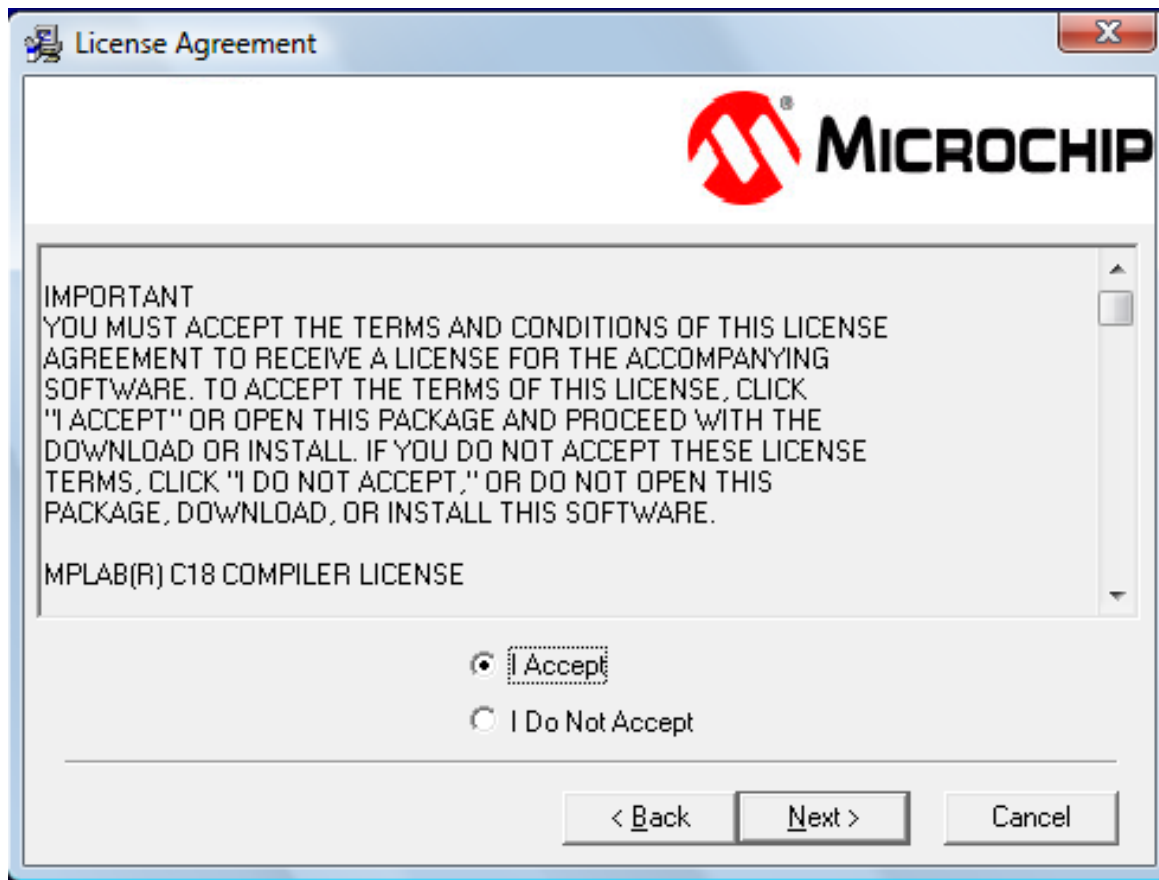 License Agreement
MICROCHIP
IMPORTANT
YOU MUST ACCEPT THE TERMS AND CONDITIONS OF THIS LICENSE
AGREEMENT TO RECEIVE A LICENSE FOR THE ACCOMPANYING
SOFTWARE. TO ACCEPT THE TERMS OF THIS LICENSE, CLICK
"I ACCEPT" OR OPEN THIS PACKAGE AND PROCEED WITH THE
DOWNLOAD OR INSTALL. IF YOU DO NOT ACCEPT THESE LICENSE
TERMS, CLICK "I DO NOT ACCEPT," OR DO NOT OPEN THIS
PACKAGE, DOWNLOAD, OR INSTALL THIS SOFTWARE.
MPLAB(R) C18 COMPILER LICENSE
I Accept
I Do Not Accept
< Back Next > Cancel